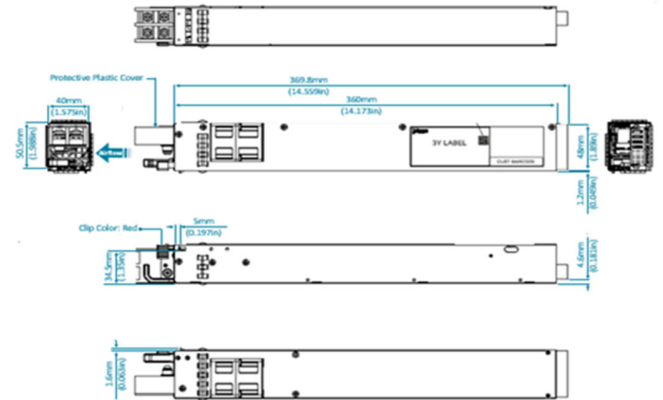 369.8mm
(14.559in)
Protective Plastic Cover
40mm
(1.575in)
360mm
(14.173in)
50.5mm
(1.988in)
3Y LABEL
48mm
(1.89in)
1.2mm
(0.049in)
Clip Color: Red
5mm
(0.197in)
34.5mm
(1.35in)
4.6mm
(0.181in)
1.6mm
(0.063in)